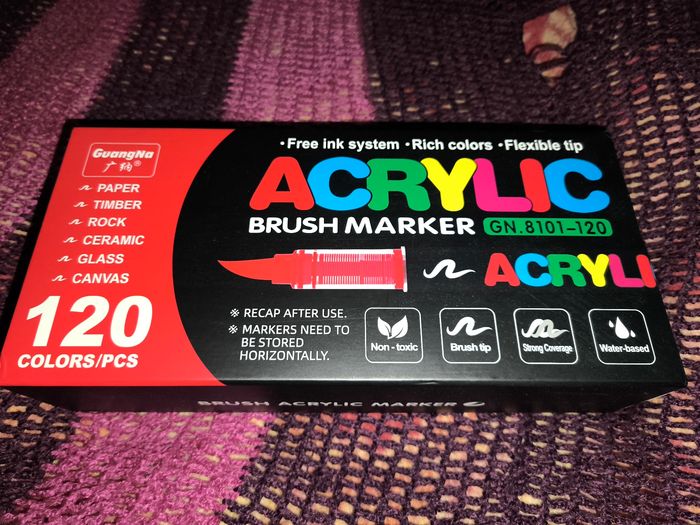 GuangNa
广纳®
PAPER
TIMBER
ROCK
CERAMIC
GLASS
CANVAS
120
COLORS/PCS
•Free ink system •Rich colors •Flexible tip
ACRYLIC
BRUSH MARKER GN.8101-120
ACRYLI
※ RECAP AFTER USE.
※ MARKERS NEED TO
BE STORED
HORIZONTALLY.
Non-toxic
Brush tip
Strong Coverage
Water-based
BRUSH ACRYLIC MARKER